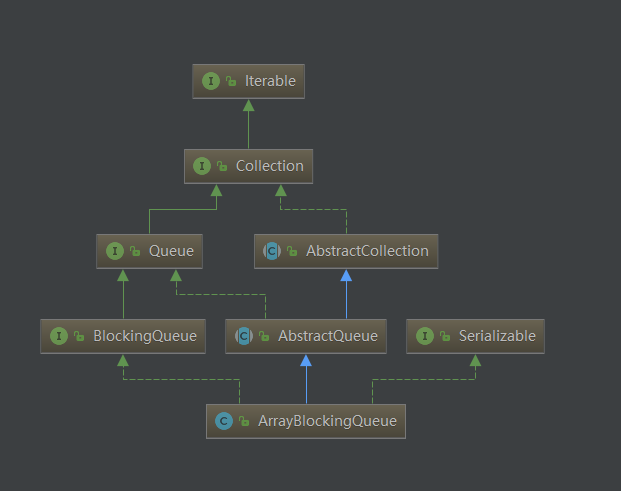 I Iterable
I Collection
I Queue
C AbstractCollection
I BlockingQueue
C AbstractQueue
I Serializable
C ArrayBlockingQueue